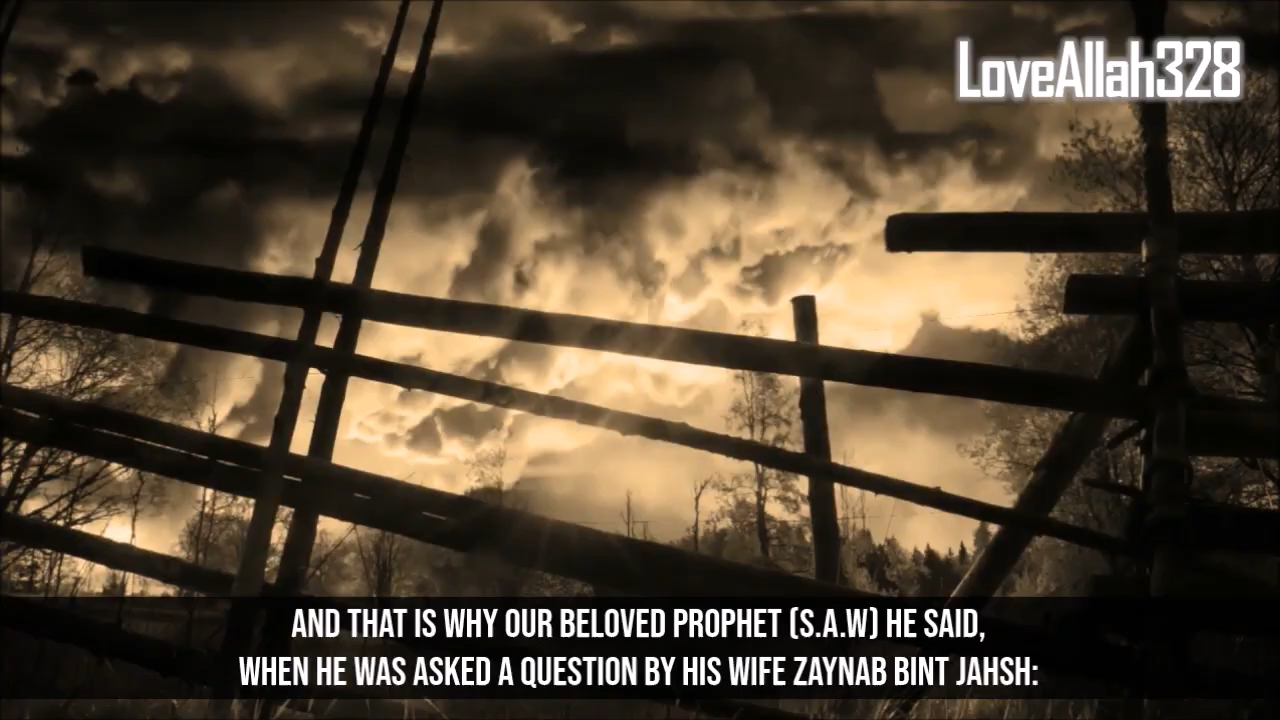 LoveAllah328
AND THAT IS WHY OUR BELOVED PROPHET (S.A.W) HE SAID,
WHEN HE WAS ASKED A QUESTION BY HIS WIFE ZAYNAB BINT JAHSH: